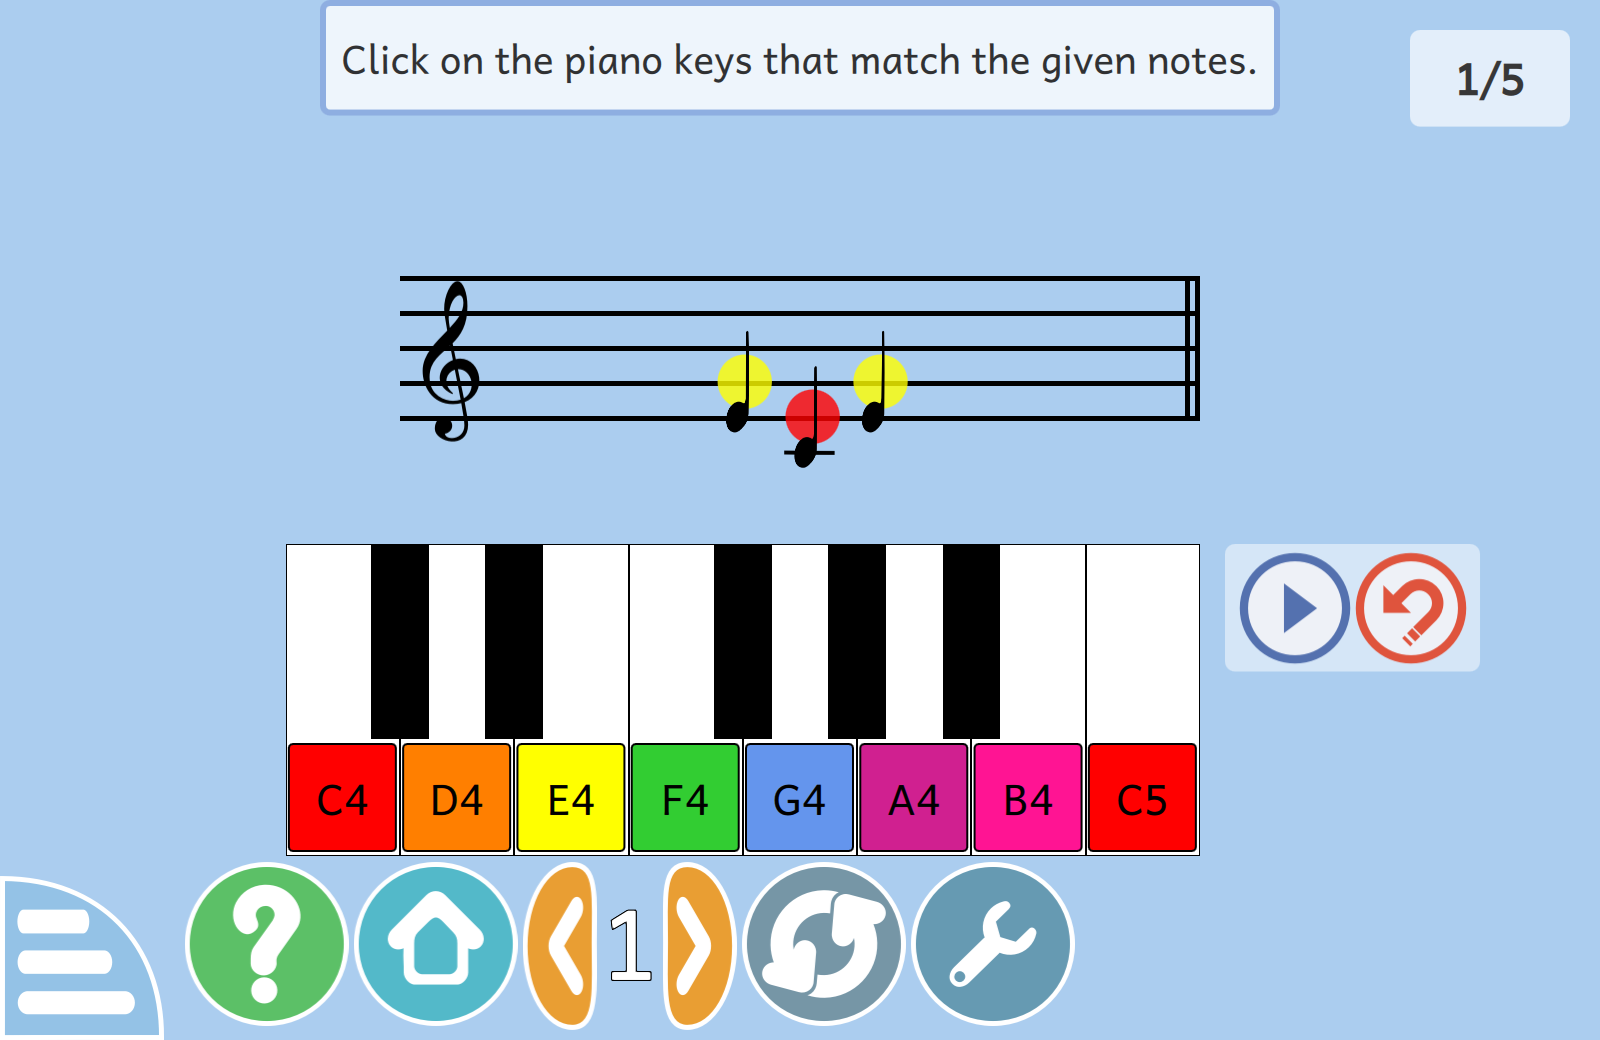 Click on the piano keys that match the given notes.
1/5
C4 D4 E4 F4 G4 A4 B4 C5
1